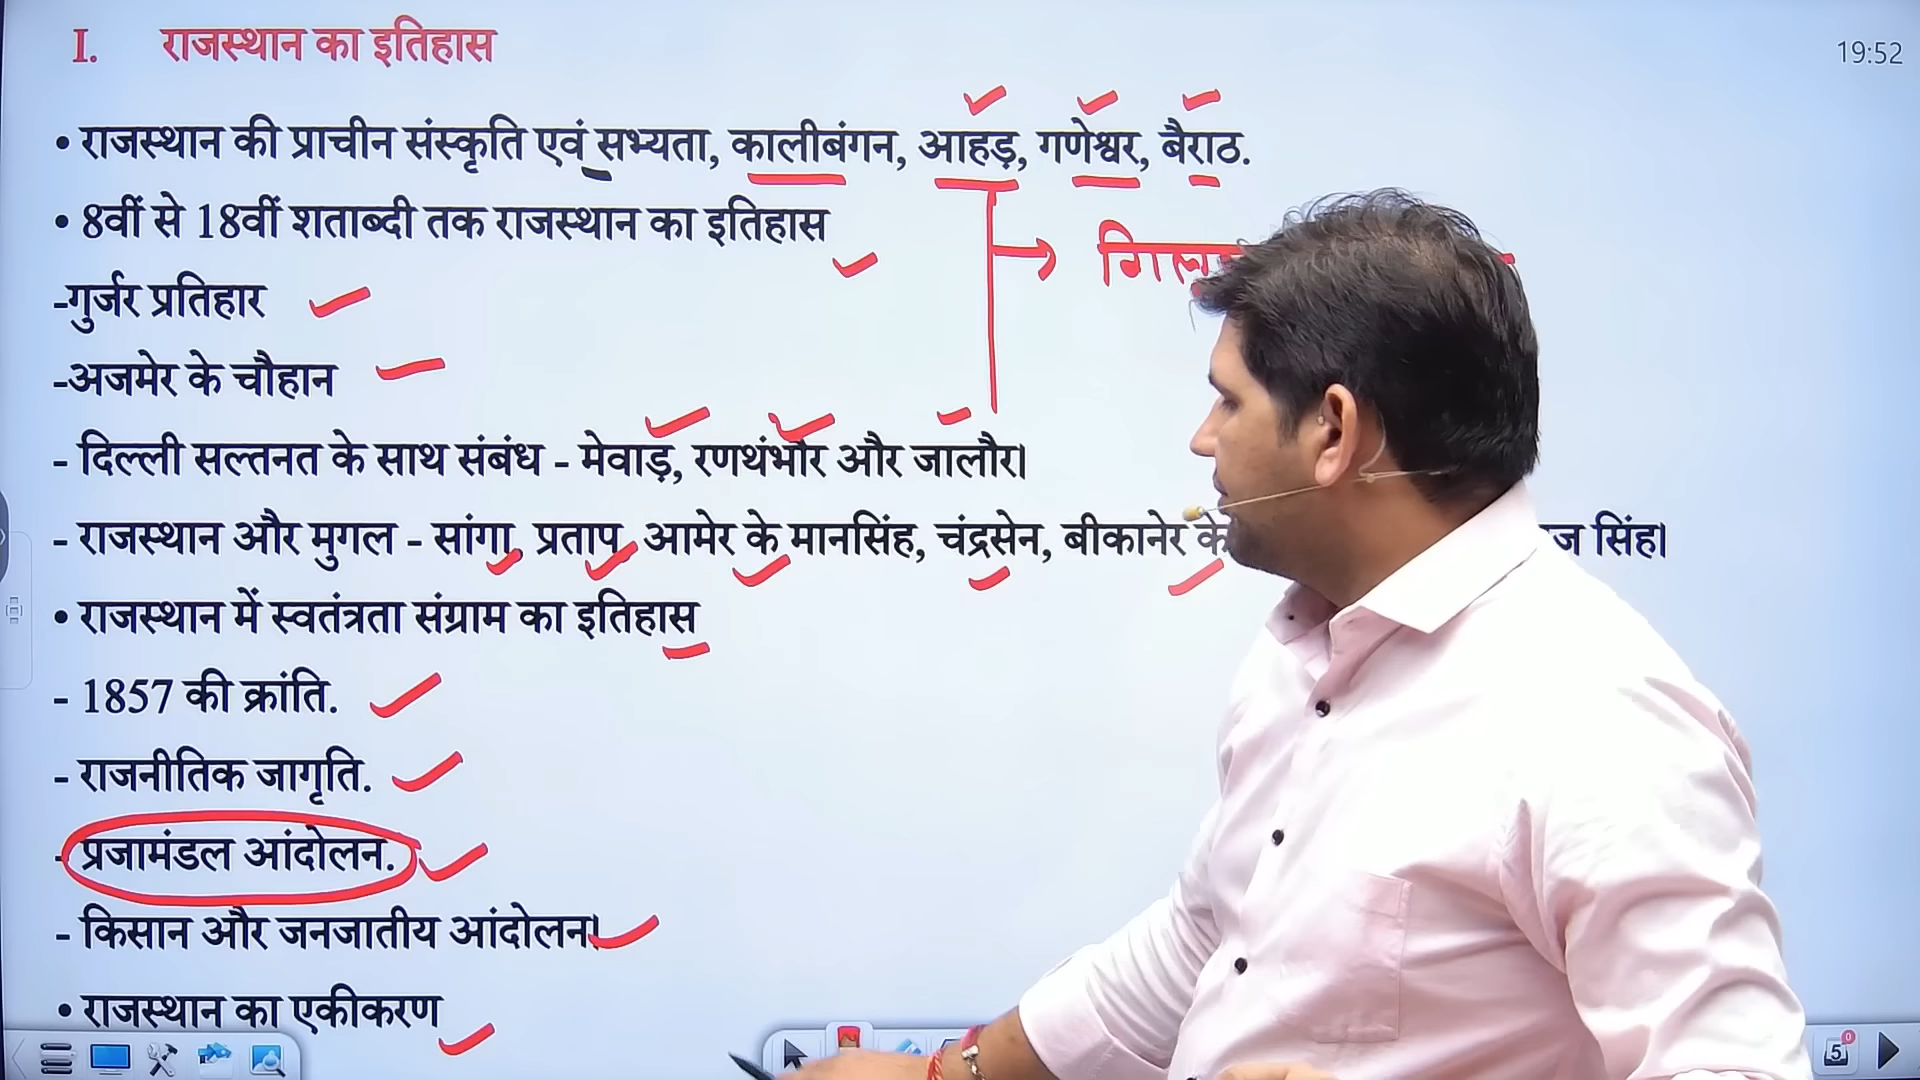 I. राजस्थान का इतिहास
19:52
• राजस्थान की प्राचीन संस्कृति एवं सभ्यता, कालीबंगन, आहड़, गणेश्वर, बैराठ.
• 8वीं से 18वीं शताब्दी तक राजस्थान का इतिहास
-गुर्जर प्रतिहार
-अजमेर के चौहान
- दिल्ली सल्तनत के साथ संबंध - मेवाड़, रणथंभौर और जालौर।
- राजस्थान और मुगल - सांगा, प्रताप, आमेर के मानसिंह, चंद्रसेन, बीकानेर के सिंह।
• राजस्थान में स्वतंत्रता संग्राम का इतिहास
- 1857 की क्रांति.
- राजनीतिक जागृति.
- प्रजामंडल आंदोलन.
- किसान और जनजातीय आंदोलन।
• राजस्थान का एकीकरण
5
0